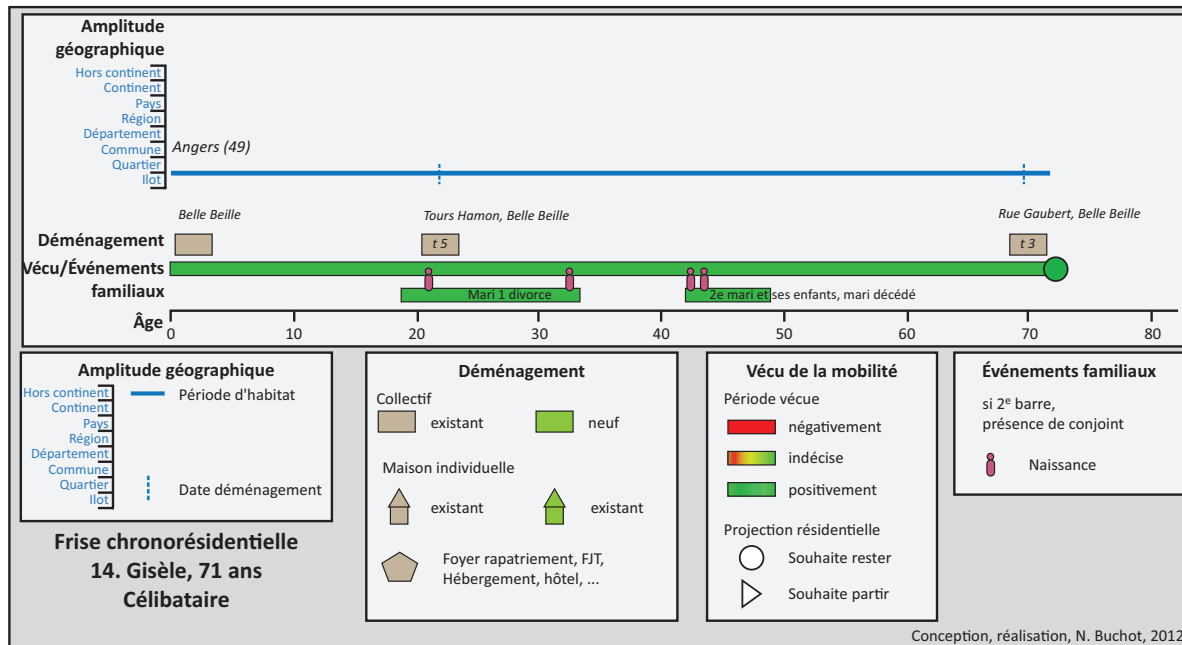 Amplitude
géographique
Hors continent
Continent
Pays
Région
Département
Commune
Quartier
Ilot
Angers (49)
Belle Beille
Tours Hamon, Belle Beille
Rue Gaubert, Belle Beille
Déménagement
t 5
t 3
Vécu/Événements
familiaux
Mari 1 divorce
2e mari et ses enfants, mari décédé
Âge
0 10 20 30 40 50 60 70 80
Amplitude géographique
Hors continent
Continent
Pays
Région
Département
Commune
Quartier
Ilot
Période d'habitat
Date déménagement
Frise chronorésidentielle
14. Gisèle, 71 ans
Célibataire
Déménagement
Collectif
existant neuf
Maison individuelle
existant existant
Foyer rapatriement, FJT,
Hébergement, hôtel, ...
Vécu de la mobilité
Période vécue
négativement
indécise
positivement
Projection résidentielle
Souhaite rester
Souhaite partir
Événements familiaux
si 2e barre,
présence de conjoint
Naissance
Conception, réalisation, N. Buchot, 2012